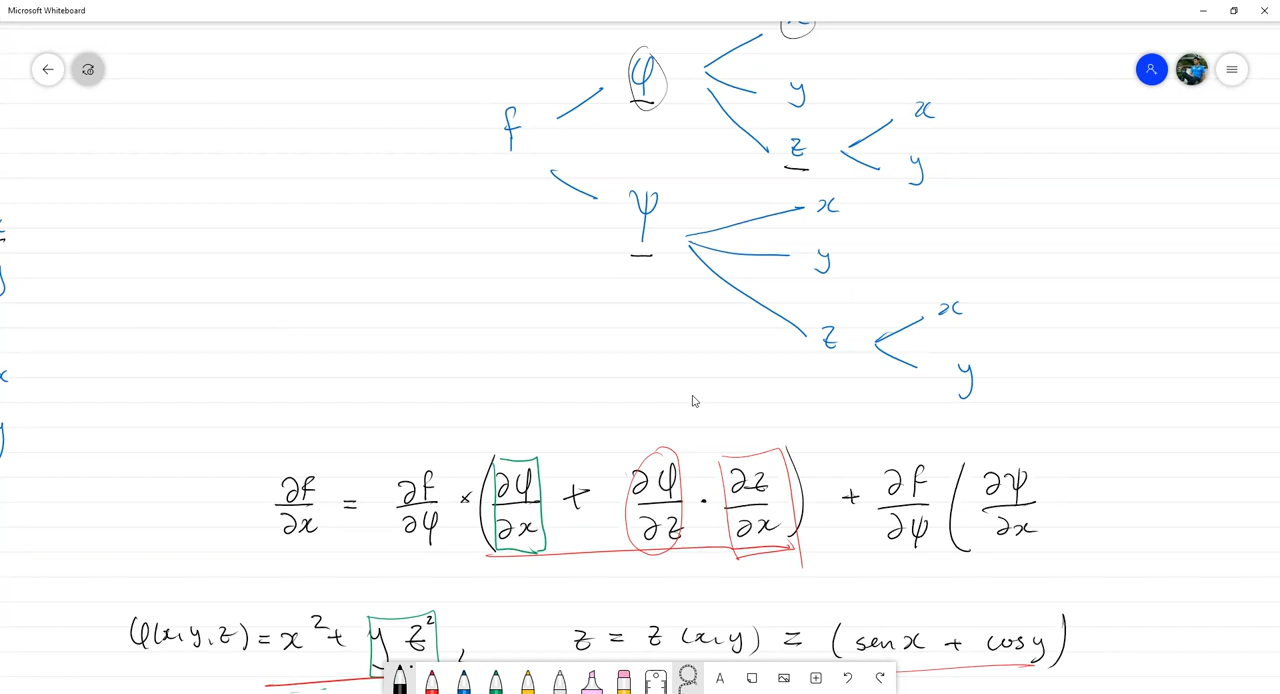 Microsoft Whiteboard
x
φ
y
x
f
z
y
ψ
x
y
x
z
y
∂f/∂x = ∂f/∂φ × (∂φ/∂x + ∂φ/∂z · ∂z/∂x) + ∂f/∂ψ (∂ψ/∂x
φ(x,y,z) = x² + y z² , z = z(x,y) = (sen x + cos y)
A